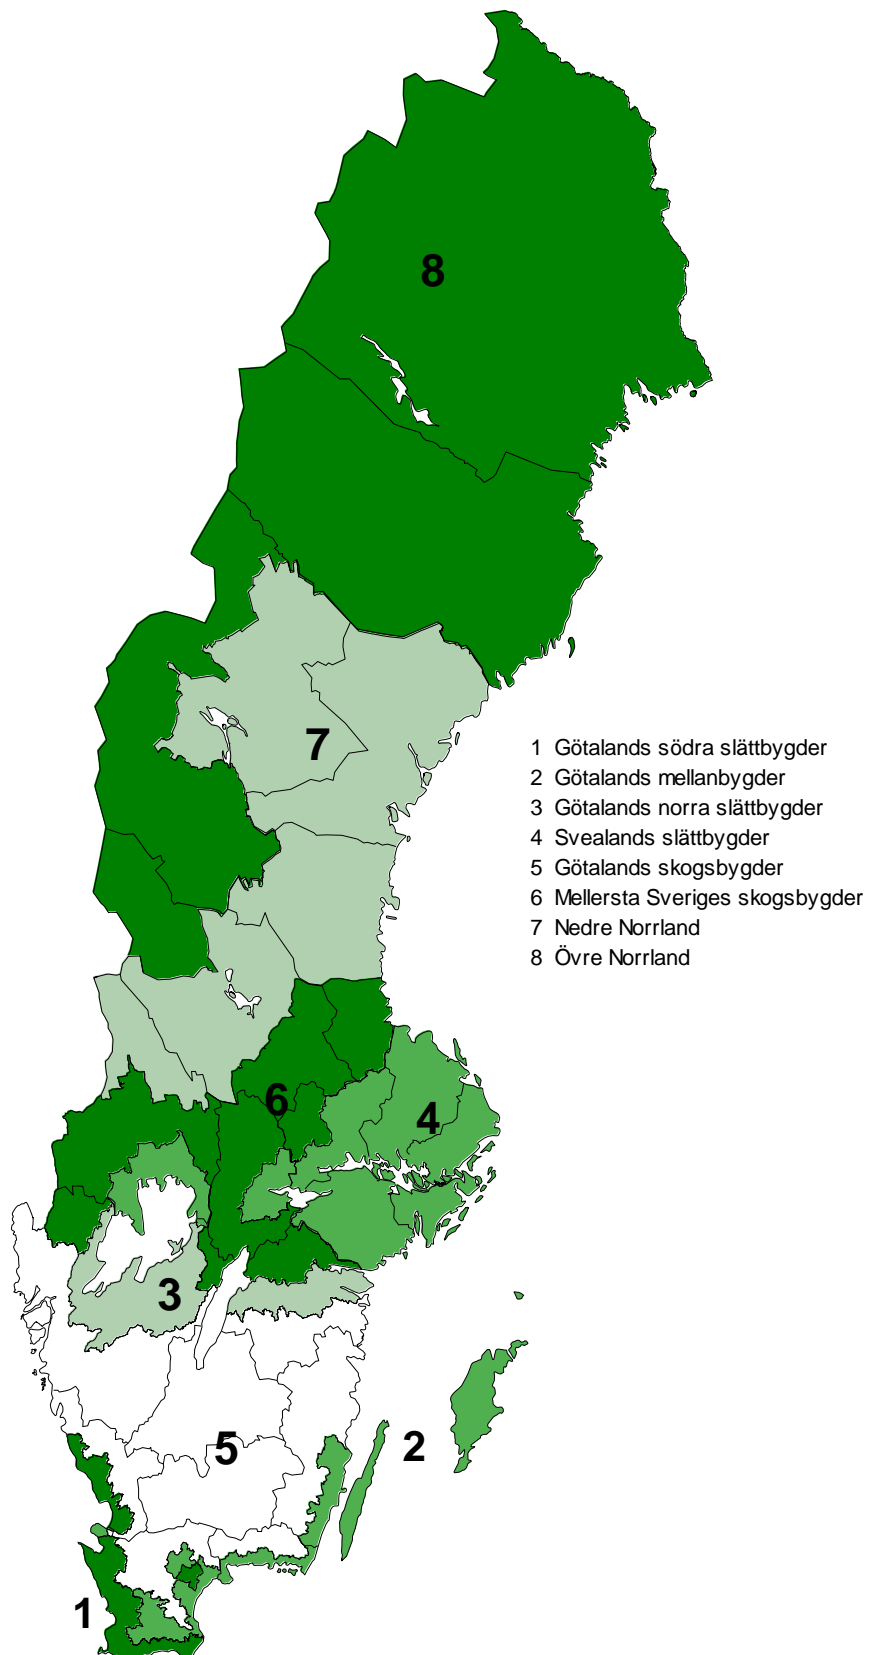 8
7
1 Götalands södra slättbygder
2 Götalands mellanbygder
3 Götalands norra slättbygder
4 Svealands slättbygder
5 Götalands skogsbygder
6 Mellersta Sveriges skogsbygder
7 Nedre Norrland
8 Övre Norrland
6
4
3
2
5
1